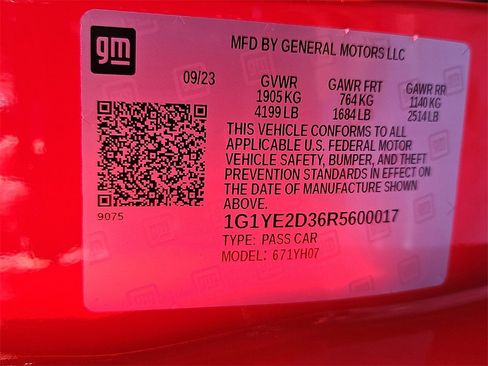 gm
MFD BY GENERAL MOTORS LLC
09/23 GVWR GAWR FRT GAWR RR
1905 KG 764 KG 1140 KG
4199 LB 1684 LB 2514 LB
THIS VEHICLE CONFORMS TO ALL
APPLICABLE U.S. FEDERAL MOTOR
VEHICLE SAFETY, BUMPER, AND THEFT
PREVENTION STANDARDS IN EFFECT ON
THE DATE OF MANUFACTURE SHOWN
ABOVE.
9075
1G1YE2D36R5600017
TYPE: PASS CAR
MODEL: 671YH07